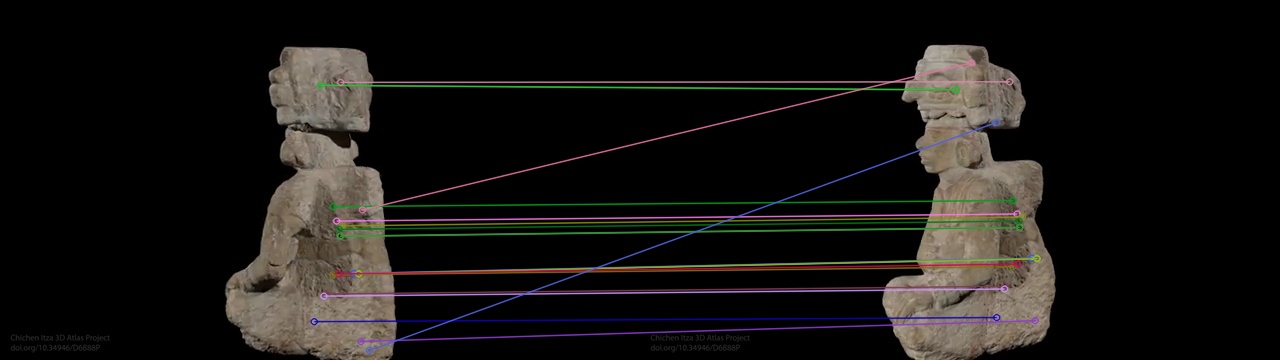 Chichen Itza 3D Atlas Project
doi.org/10.34946/D6B88P
Chichen Itza 3D Atlas Project
doi.org/10.34946/D6B88P